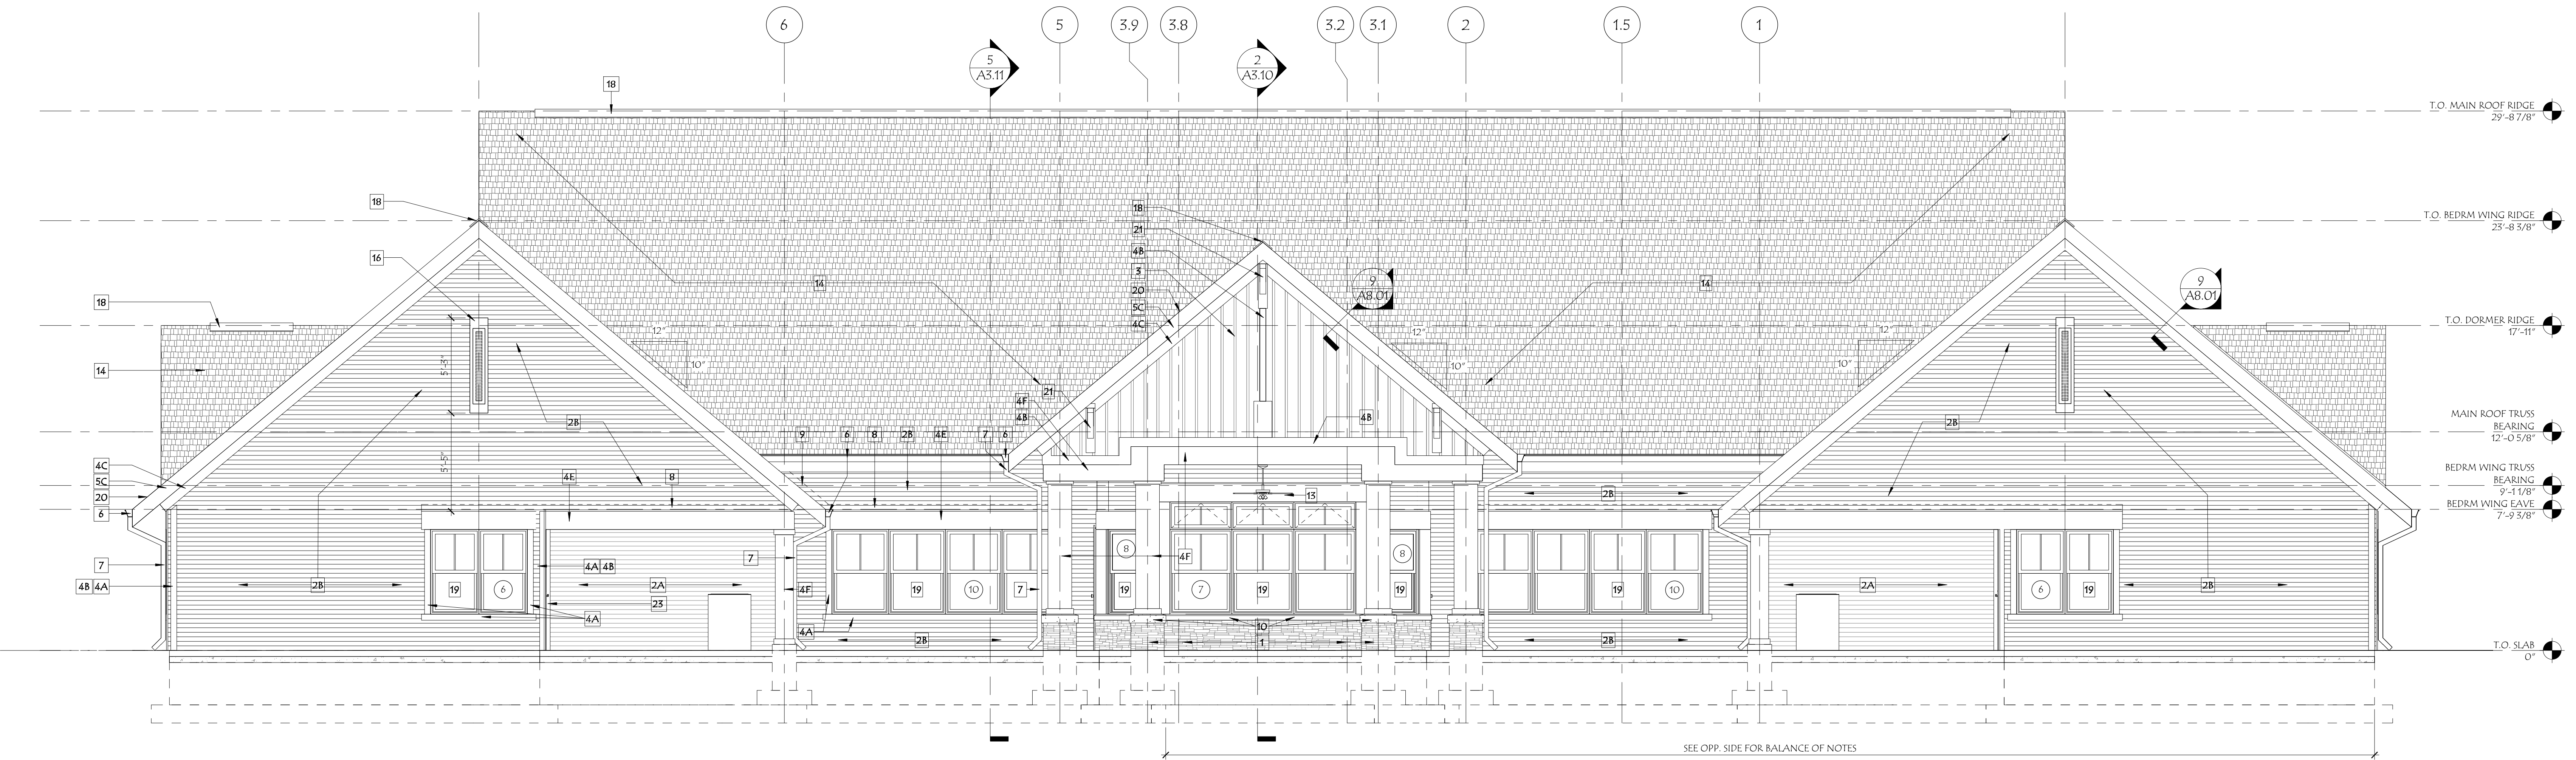 6
5
3.9
3.8
3.2
3.1
2
1.5
1
5
A3.11
2
A3.10
18
T.O. MAIN ROOF RIDGE
29'-8 7/8"
18
18
T.O. BEDRM WING RIDGE
23'-8 3/8"
21
16
4B
3
14
14
9
A8.01
9
A8.01
20
18
5C
4C
T.O. DORMER RIDGE
17'-11"
12"
12"
12"
10"
10"
10"
5'-3"
14
21
4F
4B
4B
2B
2B
MAIN ROOF TRUSS
BEARING
12'-0 5/8"
9
6
8
2B
4E
7
6
5'-5"
4C
5C
20
4E
8
BEDRM WING TRUSS
BEARING
9'-1 1/8"
13
2B
6
BEDRM WING EAVE
7'-9 3/8"
7
7
4A
4B
8
4F
8
4B
4A
2B
19
6
2A
4F
19
10
7
19
7
19
19
19
10
2A
6
19
2B
23
4A
4A
10
2B
1
2B
T.O. SLAB
0"
SEE OPP. SIDE FOR BALANCE OF NOTES